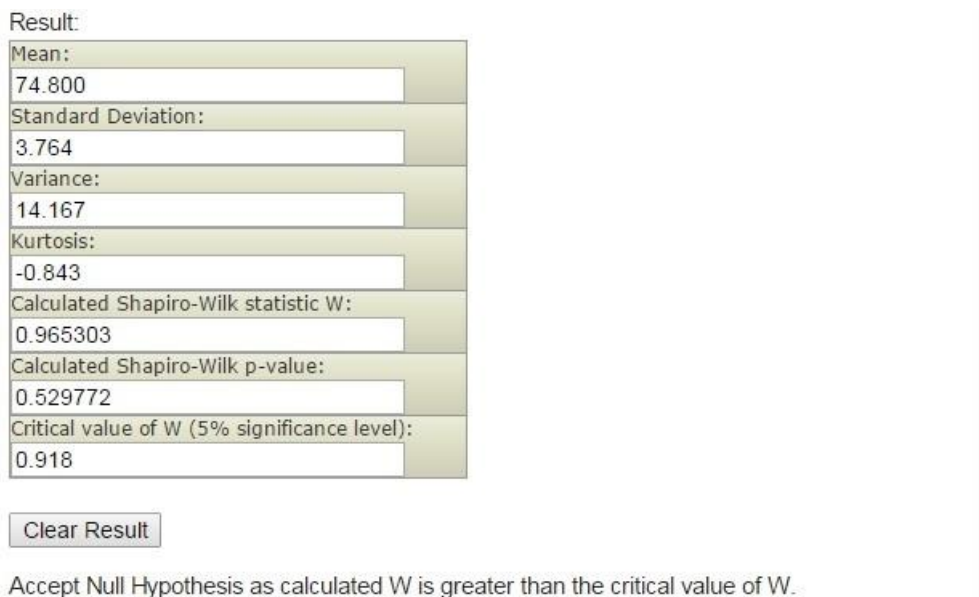 Result:
Mean:
74.800
Standard Deviation:
3.764
Variance:
14.167
Kurtosis:
-0.843
Calculated Shapiro-Wilk statistic W:
0.965303
Calculated Shapiro-Wilk p-value:
0.529772
Critical value of W (5% significance level):
0.918
Clear Result
Accept Null Hypothesis as calculated W is greater than the critical value of W.